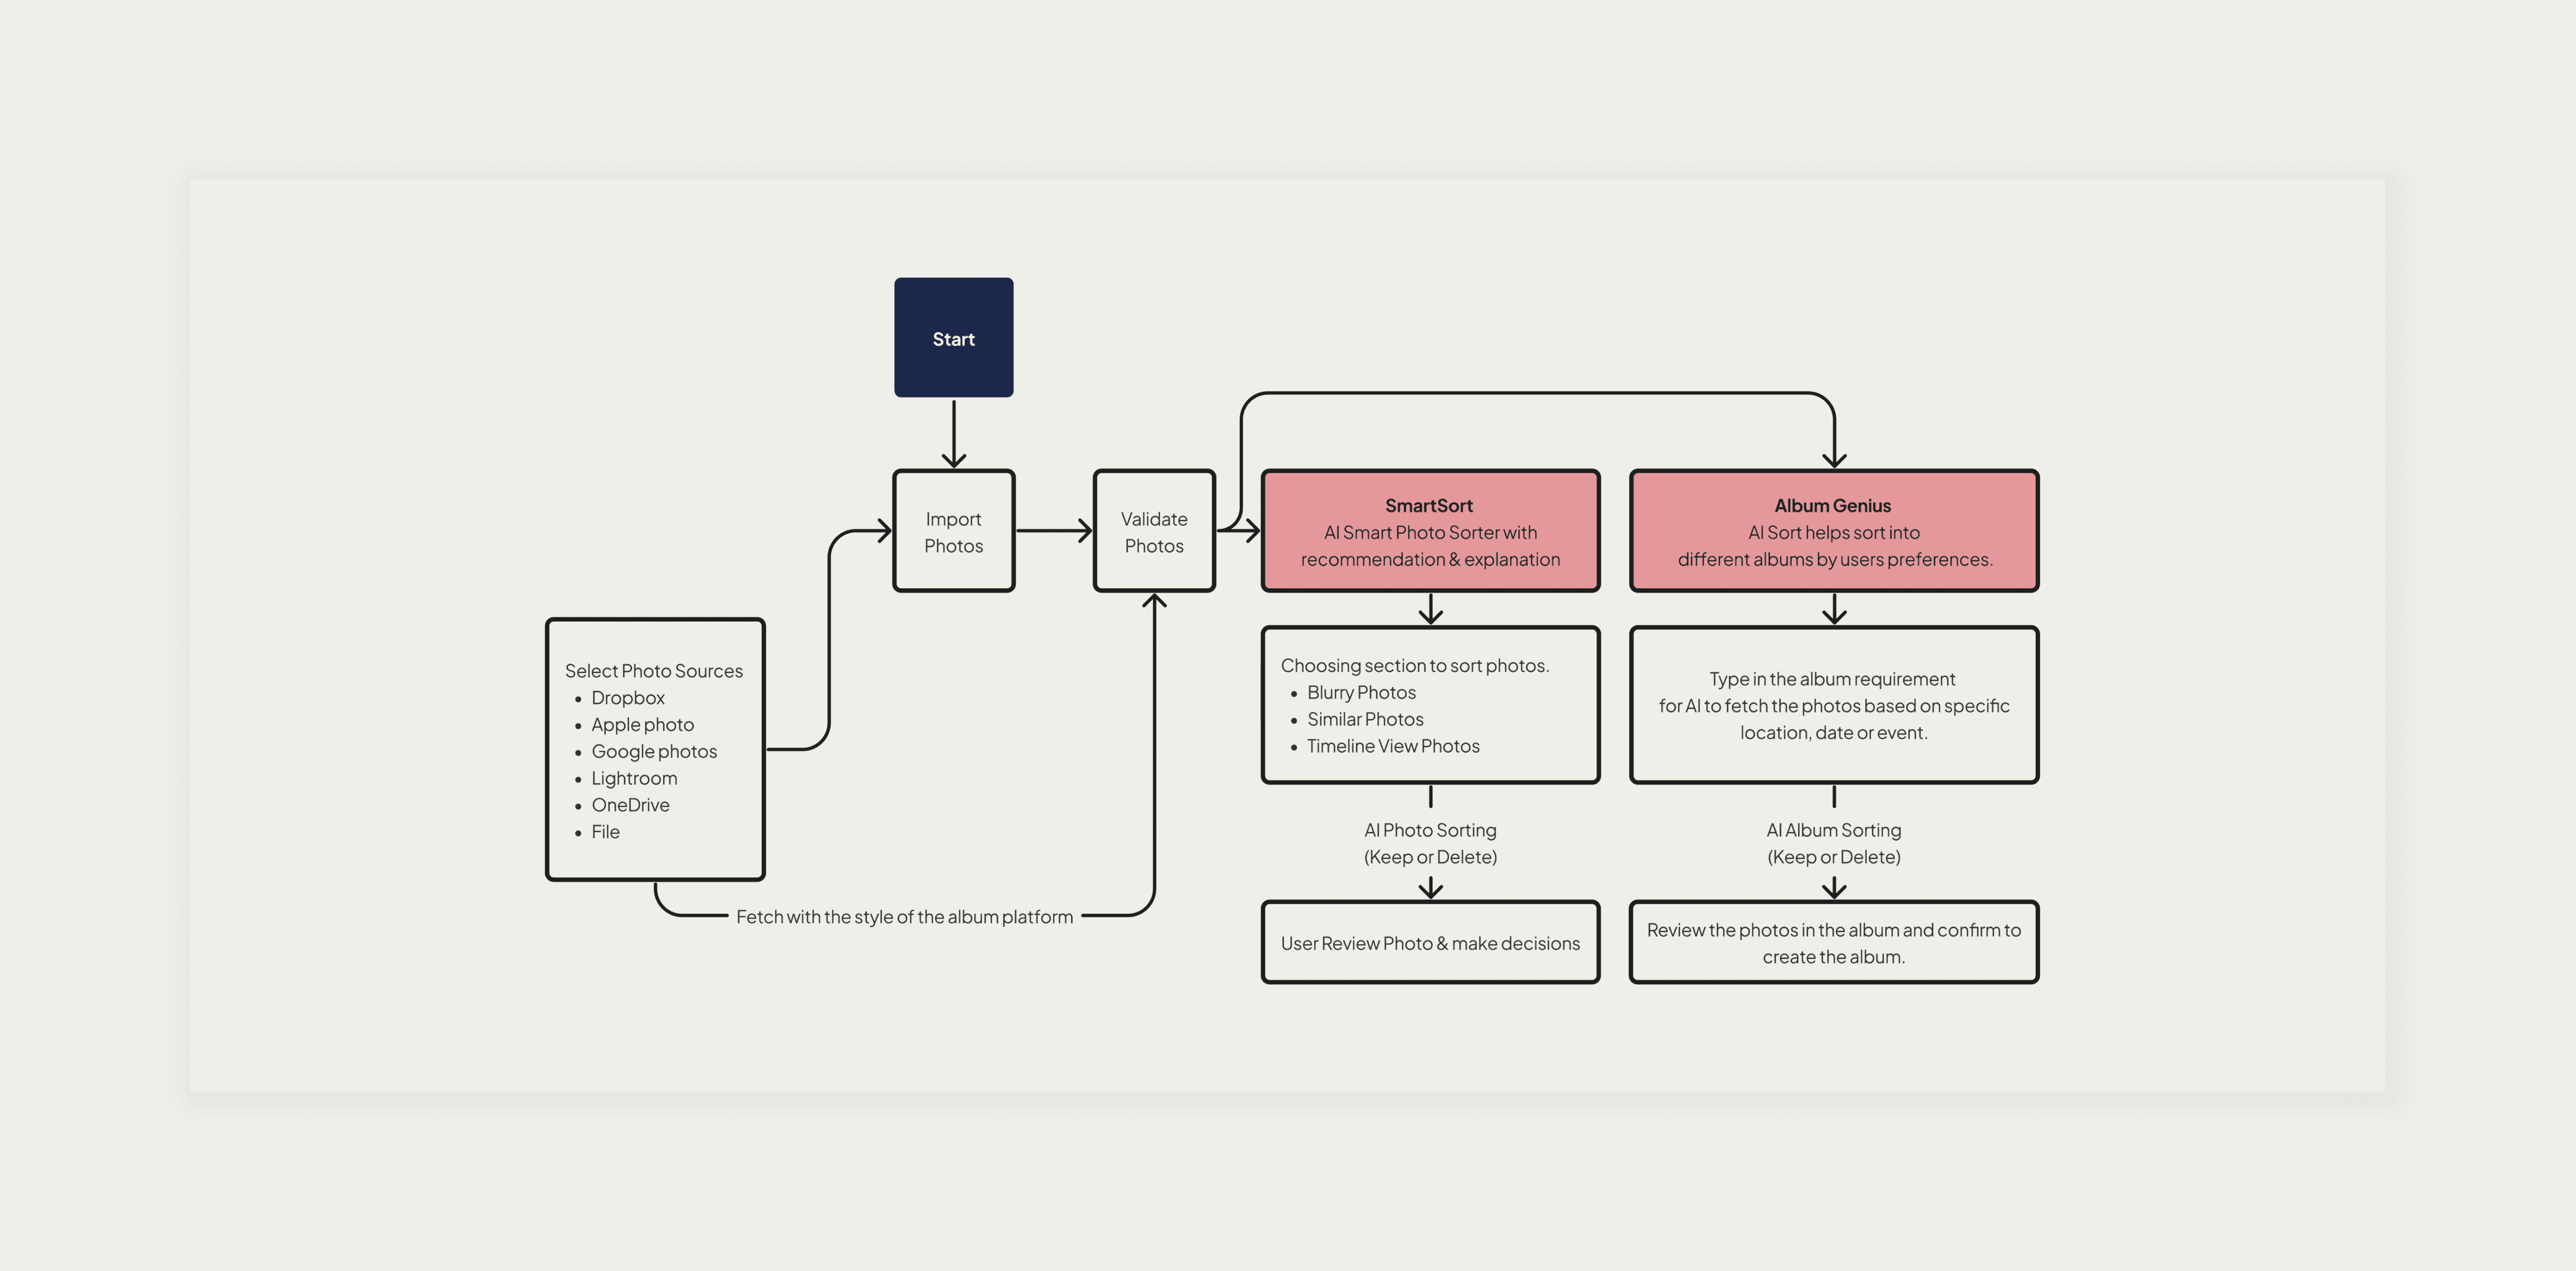 Start
Import
Photos
Validate
Photos
SmartSort
AI Smart Photo Sorter with
recommendation & explanation
Album Genius
AI Sort helps sort into
different albums by users preferences.
Select Photo Sources
• Dropbox
• Apple photo
• Google photos
• Lightroom
• OneDrive
• File
Fetch with the style of the album platform
Choosing section to sort photos.
• Blurry Photos
• Similar Photos
• Timeline View Photos
AI Photo Sorting
(Keep or Delete)
User Review Photo & make decisions
Type in the album requirement
for AI to fetch the photos based on specific
location, date or event.
AI Album Sorting
(Keep or Delete)
Review the photos in the album and confirm to
create the album.